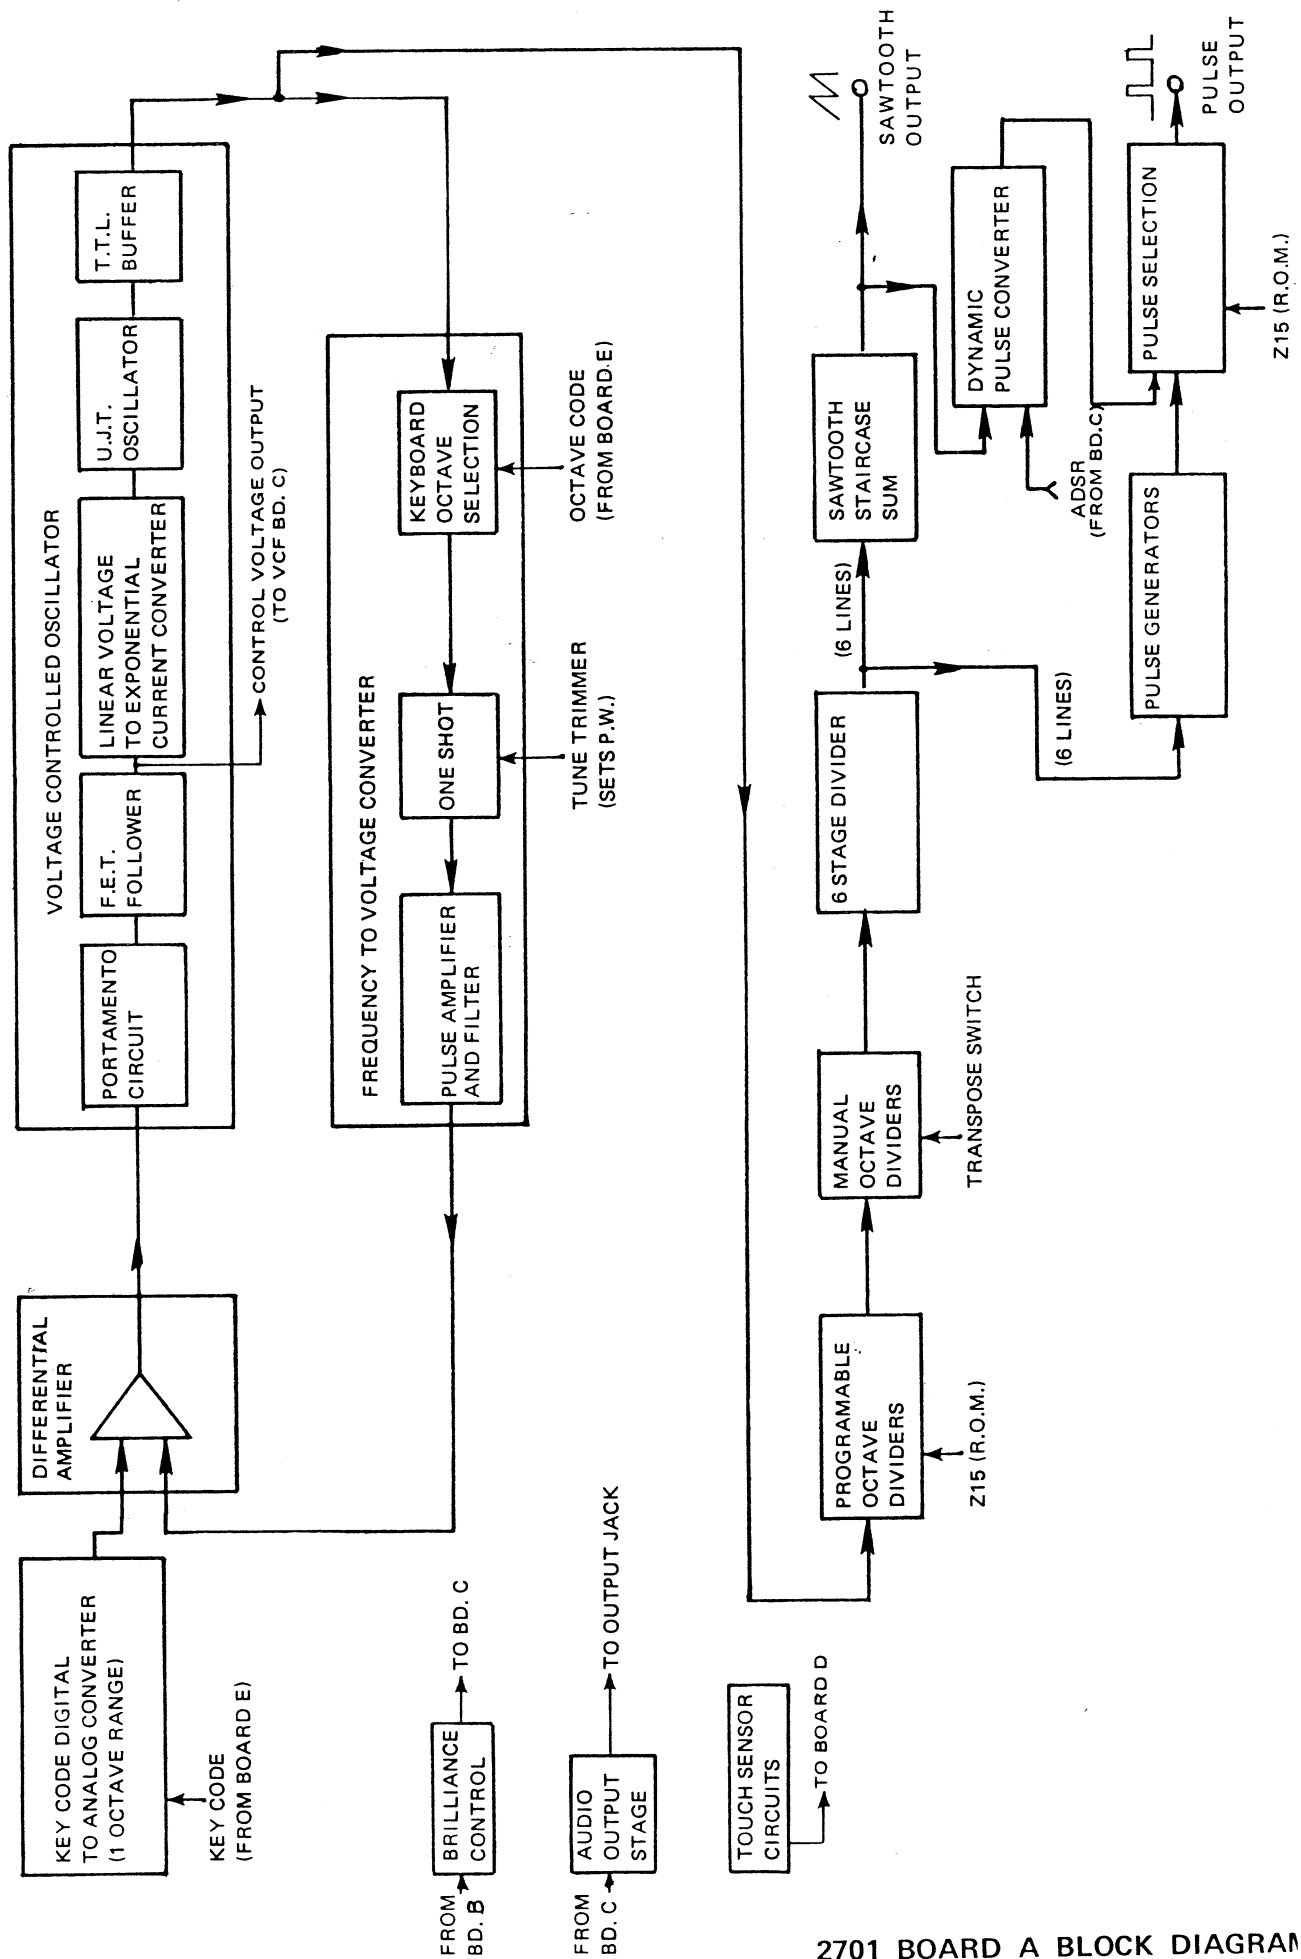 KEY CODE DIGITAL
TO ANALOG CONVERTER
(1 OCTAVE RANGE)
KEY CODE
(FROM BOARD E)
DIFFERENTIAL
AMPLIFIER
VOLTAGE CONTROLLED OSCILLATOR
PORTAMENTO
CIRCUIT
F.E.T.
FOLLOWER
LINEAR VOLTAGE
TO EXPONENTIAL
CURRENT CONVERTER
U.J.T.
OSCILLATOR
T.T.L.
BUFFER
CONTROL VOLTAGE OUTPUT
(TO VCF BD. C)
FREQUENCY TO VOLTAGE CONVERTER
PULSE AMPLIFIER
AND FILTER
ONE SHOT
KEYBOARD
OCTAVE
SELECTION
TUNE TRIMMER
(SETS P.W.)
OCTAVE CODE
(FROM BOARD.E)
FROM
BD. B
BRILLIANCE
CONTROL
TO BD. C
FROM
BD. C
AUDIO
OUTPUT
STAGE
TO OUTPUT JACK
TOUCH SENSOR
CIRCUITS
TO BOARD D
PROGRAMABLE
OCTAVE
DIVIDERS
Z15 (R.O.M.)
MANUAL
OCTAVE
DIVIDERS
TRANSPOSE SWITCH
6 STAGE DIVIDER
(6 LINES)
(6 LINES)
SAWTOOTH
STAIRCASE
SUM
SAWTOOTH
OUTPUT
DYNAMIC
PULSE CONVERTER
ADSR
(FROM BD.C)
PULSE GENERATORS
PULSE SELECTION
Z15 (R.O.M.)
PULSE
OUTPUT
2701 BOARD A BLOCK DIAGRAM